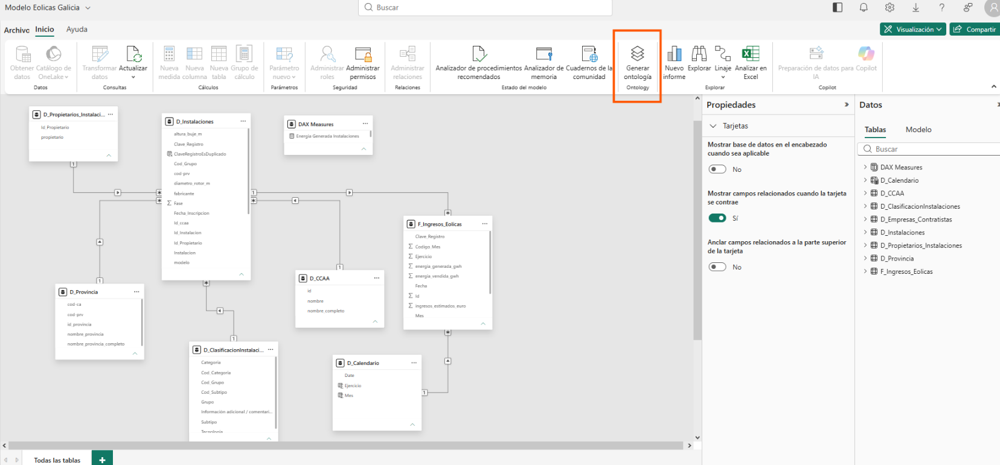 Modelo Eolicas Galicia
Buscar
Archivo Inicio Ayuda
Visualización
Compartir
Obtener datos
Catálogo de OneLake
Datos
Transformar datos
Actualizar
Consultas
Nueva medida
Nueva columna
Nueva tabla
Grupo de cálculo
Cálculos
Parámetro nuevo
Parámetros
Administrar roles
Administrar permisos
Seguridad
Administrar relaciones
Relaciones
Analizador de procedimientos recomendados
Analizador de memoria
Cuadernos de la comunidad
Estado del modelo
Generar ontología
Ontology
Nuevo informe
Explorar
Linaje
Analizar en Excel
Explorar
Preparación de datos para IA
Copilot
Copilot
D_Propietarios_Instalaci...
Id_Propietario
propietario
D_Instalaciones
altura_buje_m
Clave_Registro
ClaveRegistroEsDuplicado
Cod_Grupo
cod-prv
diametro_rotor_m
fabricante
Fase
Fecha_Inscripcion
Id_ccaa
Id_Instalacion
Id_Propietario
Instalacion
modelo
DAX Measures
Energia Generada Instalaciones
F_Ingresos_Eolicas
Clave_Registro
Codigo_Mes
Ejercicio
energia_generada_gwh
energia_vendida_gwh
Fecha
Id
ingresos_estimados_euro
Mes
D_CCAA
id
nombre
nombre_completo
D_Provincia
cod-ca
cod-prv
id_provincia
nombre_provincia
nombre_provincia_completo
D_ClasificacionInstalaci...
Categoria
Cod_Categoria
Cod_Grupo
Cod_Subtipo
Grupo
Información adicional / comentari...
Subtipo
Tecnologia
D_Calendario
Date
Ejercicio
Mes
1
*
*
1
*
1
*
*
1
1
*
1
1
Todas las tablas
Propiedades
Tarjetas
Mostrar base de datos en el encabezado
cuando sea aplicable
No
Mostrar campos relacionados cuando la tarjeta
se contrae
Sí
Anclar campos relacionados a la parte superior
de la tarjeta
No
Datos
Tablas Modelo
Buscar
DAX Measures
D_Calendario
D_CCAA
D_ClasificacionInstalaciones
D_Empresas_Contratistas
D_Instalaciones
D_Propietarios_Instalaciones
D_Provincia
F_Ingresos_Eolicas